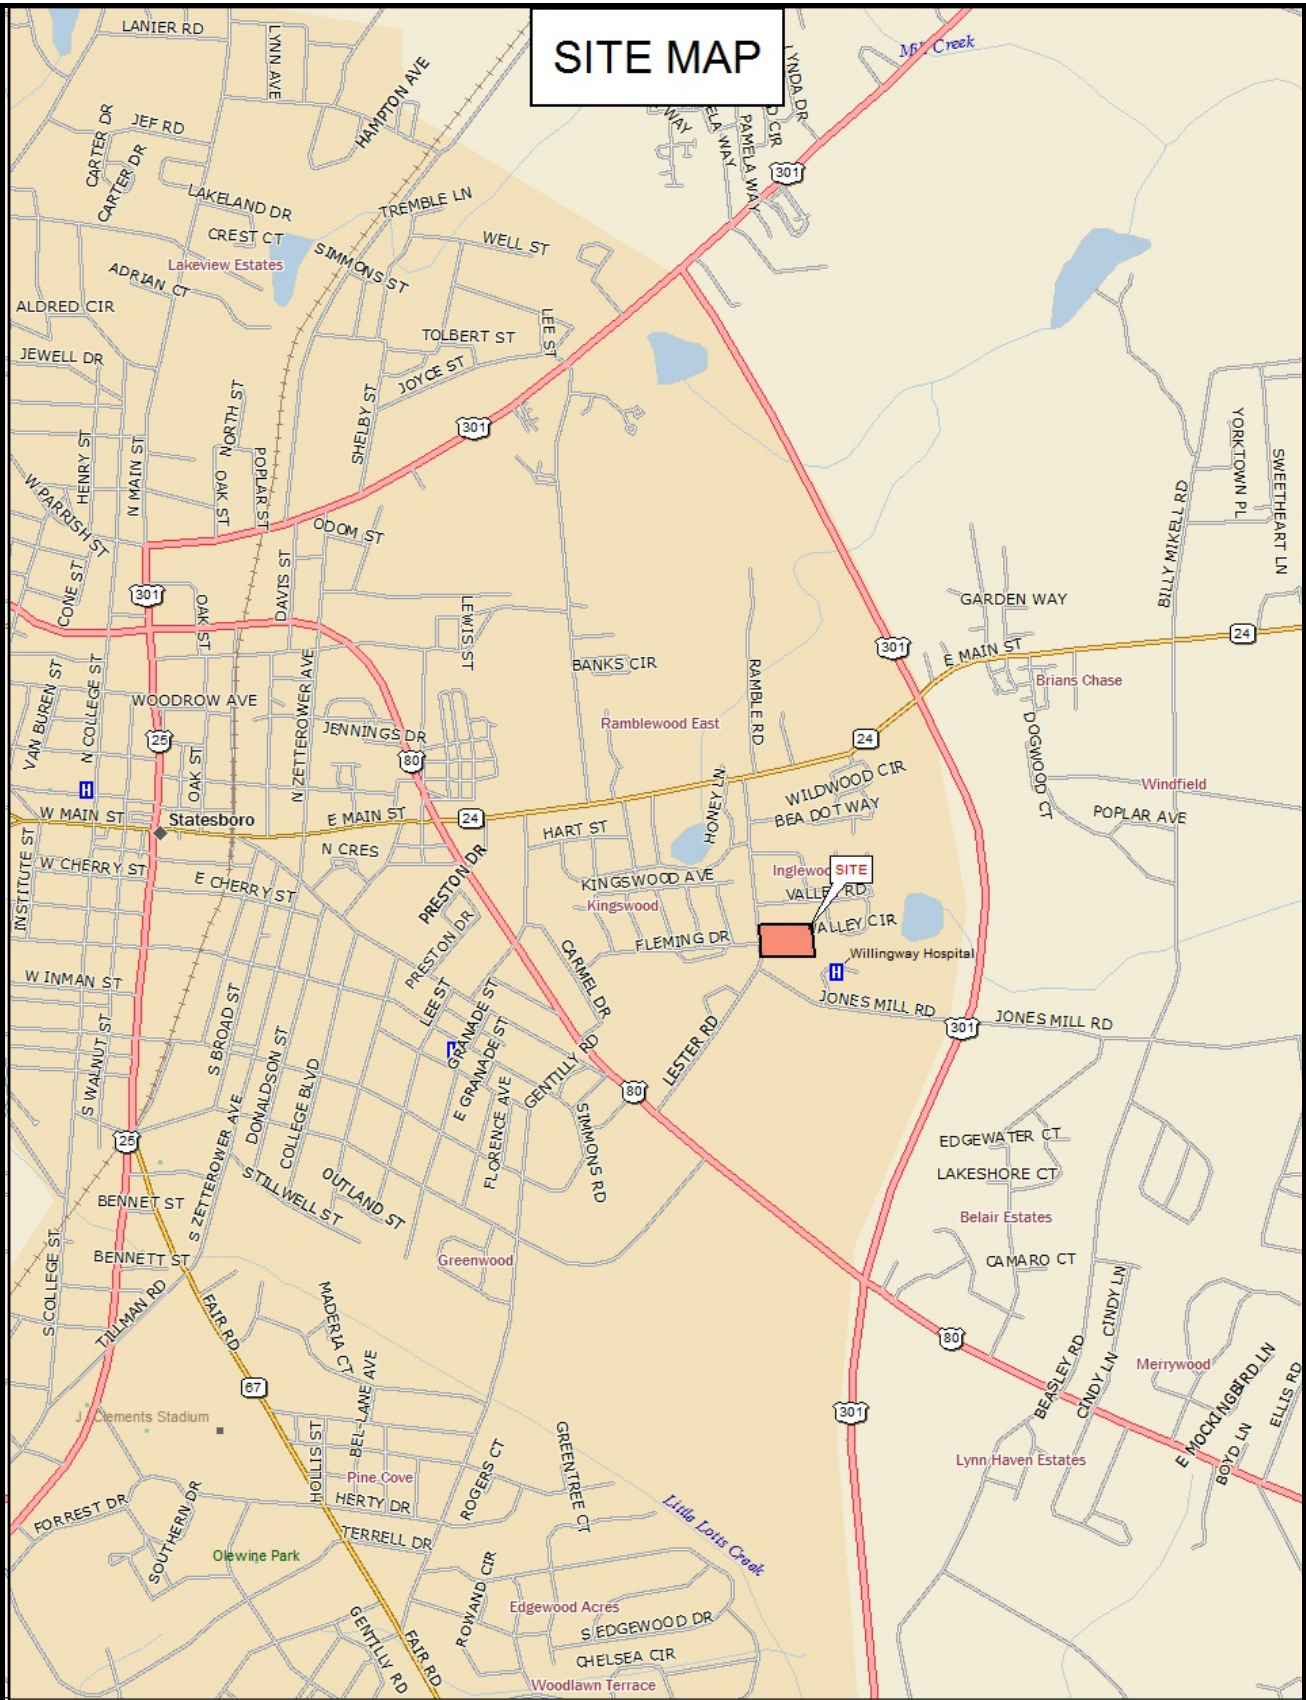 SITE MAP
LANIER RD
LYNN AVE
HAMPTON AVE
LYNDA DR
Mill Creek
CARTER DR
JEF RD
CARTER DR
WAY
ELA WAY
PAMELA WAY
D CIR
301
LAKELAND DR
TREMBLE LN
CREST CT
SIMMONS ST
WELL ST
Lakeview Estates
ADRIAN CT
ALDRED CIR
TOLBERT ST
LEE ST
JEWELL DR
JOYCE ST
SHELBY ST
NORTH ST
301
HENRY ST
N MAIN ST
OAK ST
POPLAR ST
W PARRISH ST
YORKTOWN PL
SWEETHEART LN
BILLY MIKELL RD
ODOM ST
CONE ST
301
OAK ST
DAVIS ST
LEWIS ST
GARDEN WAY
24
301
E MAIN ST
BANKS CIR
RAMBLE RD
Brians Chase
VAN BUREN ST
N COLLEGE ST
WOODROW AVE
N ZETTEROWER AVE
JENNINGS DR
Ramblewood East
DOGWOOD CT
25
24
OAK ST
80
H
HONEY LN
WILDWOOD CIR
Windfield
BEA DOT WAY
POPLAR AVE
W MAIN ST
Statesboro
E MAIN ST
24
HART ST
N CRES
INSTITUTE ST
W CHERRY ST
E CHERRY ST
PRESTON DR
KINGSWOOD AVE
Inglewo
SITE
VALLEY RD
Kingswood
PRESTON DR
VALLEY CIR
CARMEL DR
FLEMING DR
Willingway Hospital
H
W INMAN ST
LEE ST
GRANADE ST
JONES MILL RD
301
JONES MILL RD
S BROAD ST
S WALNUT ST
DONALDSON ST
E GRANADE ST
GENTILLY RD
LESTER RD
COLLEGE BLVD
FLORENCE AVE
80
SIMMONS RD
25
S ZETTEROWER AVE
EDGEWATER CT
LAKESHORE CT
STILLWELL ST
OUTLAND ST
BENNET ST
Belair Estates
S COLLEGE ST
BENNETT ST
Greenwood
CAMARO CT
TILLMAN RD
FAIR RD
MADERIA CT
CINDY LN
80
BEL-LANE AVE
BEASLEY RD
CINDY LN
Merrywood
E MOCKINGBIRD LN
ELLIS RD
67
301
J I Clements Stadium
HOLLIS ST
GREENTREE CT
BOYD LN
Pine Cove
ROGERS CT
Lynn Haven Estates
HERTY DR
FORREST DR
SOUTHERN DR
TERRELL DR
Little Lotts Creek
Olewine Park
ROWAND CIR
Edgewood Acres
GENTILLY RD
FAIR RD
S EDGEWOOD DR
CHELSEA CIR
Woodlawn Terrace